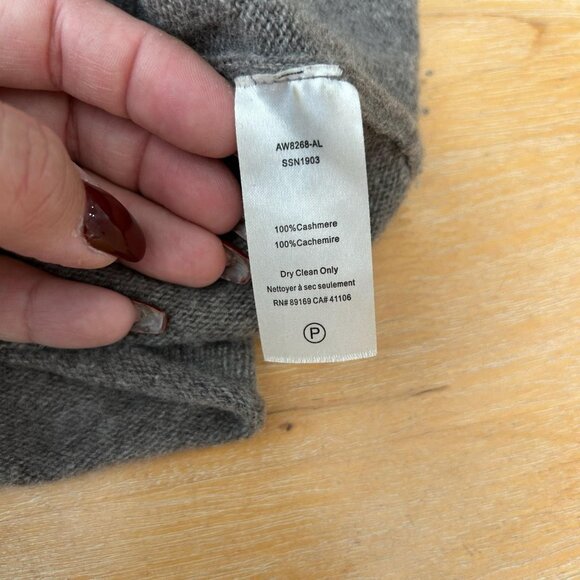 AW8268-AL
SSN1903
100%Cashmere
100%Cachemire
Dry Clean Only
Nettoyer à sec seulement
RN# 89169 CA# 41106
P